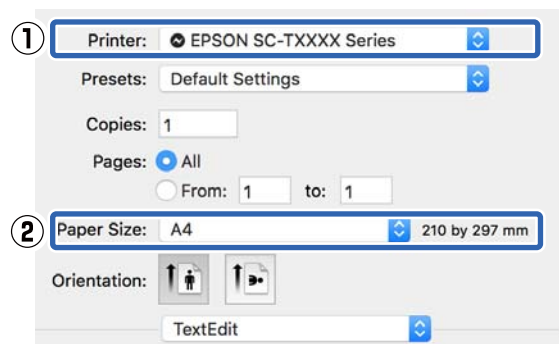 ① Printer: EPSON SC-TXXXX Series
Presets: Default Settings
Copies: 1
Pages: All
From: 1 to: 1
② Paper Size: A4 210 by 297 mm
Orientation:
TextEdit